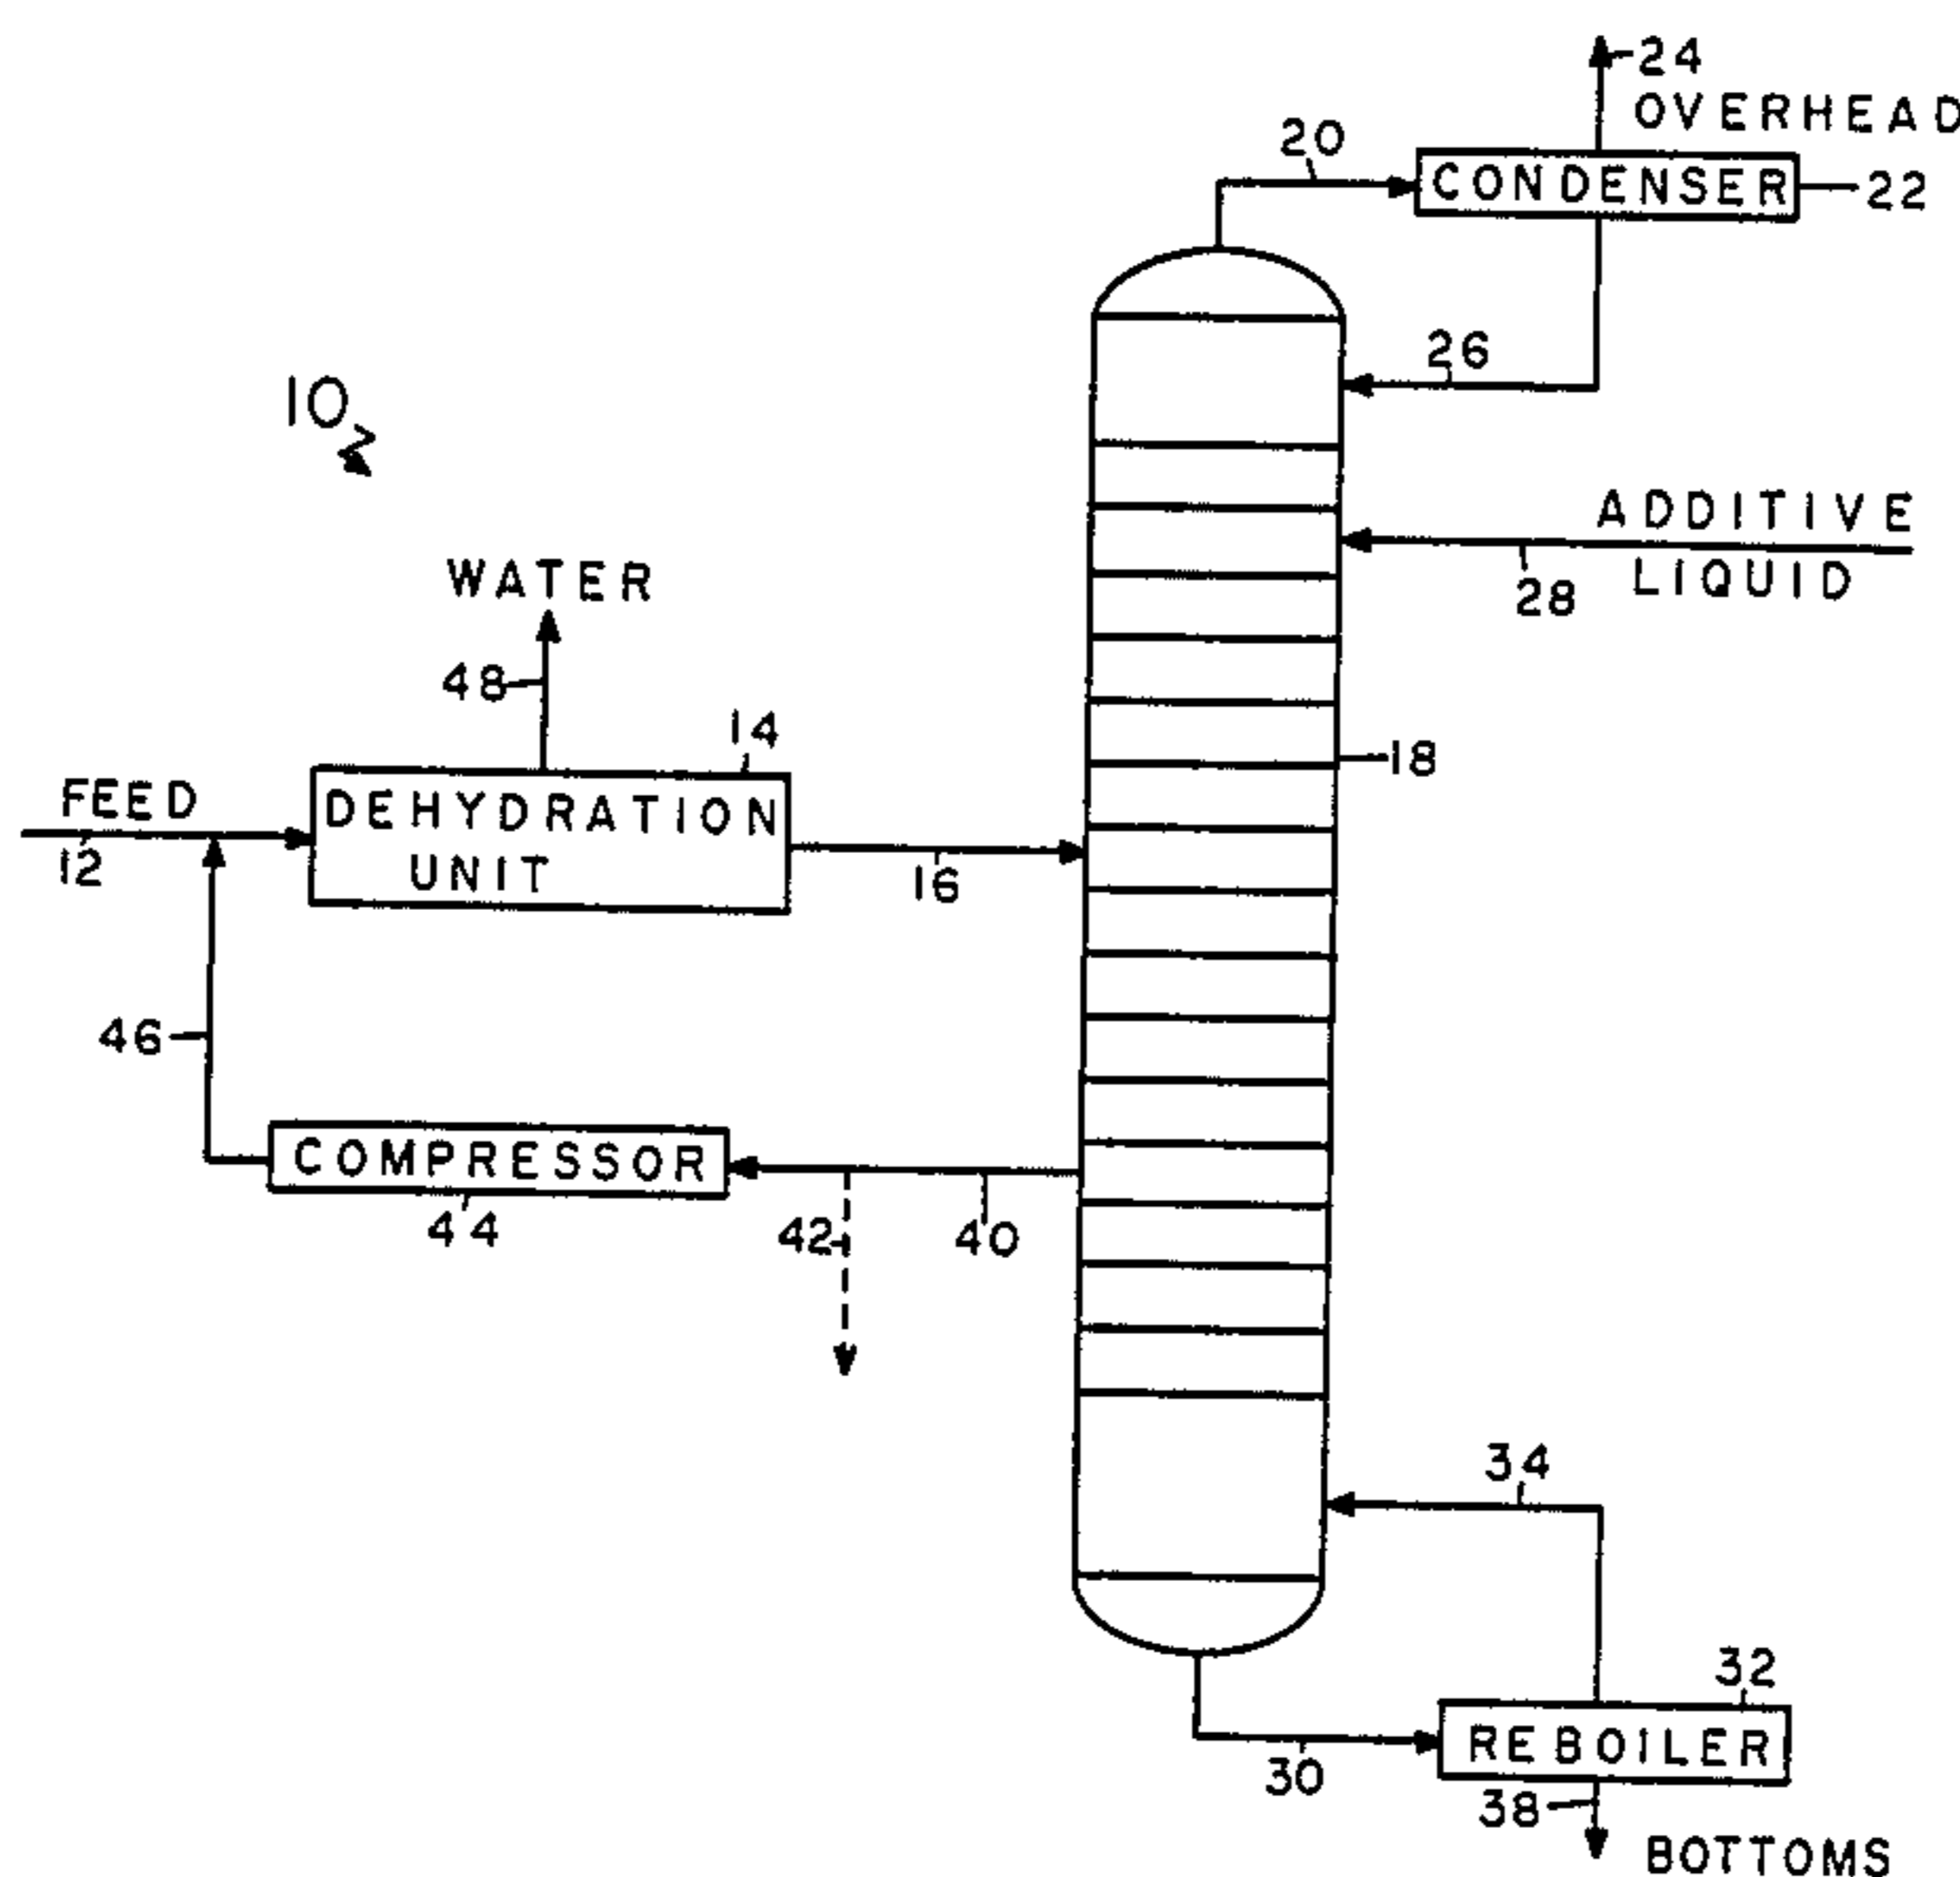 24
OVERHEAD
20
CONDENSER
22
26
10
ADDITIVE
LIQUID
28
WATER
48
14
18
FEED
12
DEHYDRATION
UNIT
16
46
COMPRESSOR
44
42
40
34
32
REBOILER
30
38
BOTTOMS